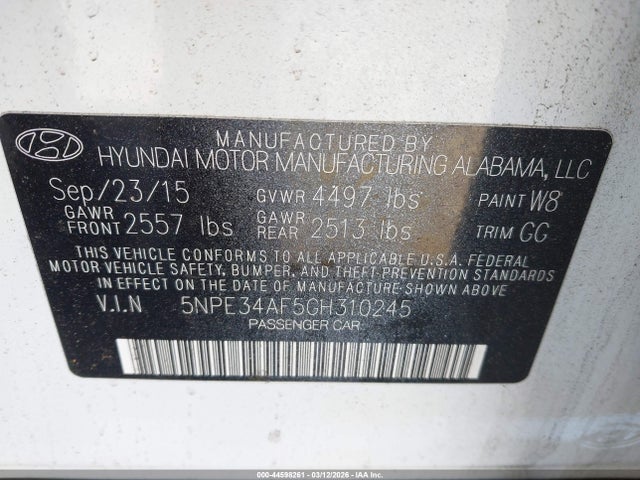 MANUFACTURED BY
HYUNDAI MOTOR MANUFACTURING ALABAMA, LLC
Sep/23/15 GVWR 4497 lbs PAINT W8
GAWR FRONT 2557 lbs GAWR REAR 2513 lbs TRIM GG
THIS VEHICLE CONFORMS TO ALL APPLICABLE U.S.A. FEDERAL
MOTOR VEHICLE SAFETY, BUMPER, AND THEFT PREVENTION STANDARDS
IN EFFECT ON THE DATE OF MANUFACTURE SHOWN ABOVE.
V.I.N 5NPE34AF5GH310245
PASSENGER CAR
000-44598261 - 03/12/2026 - IAAI.COM